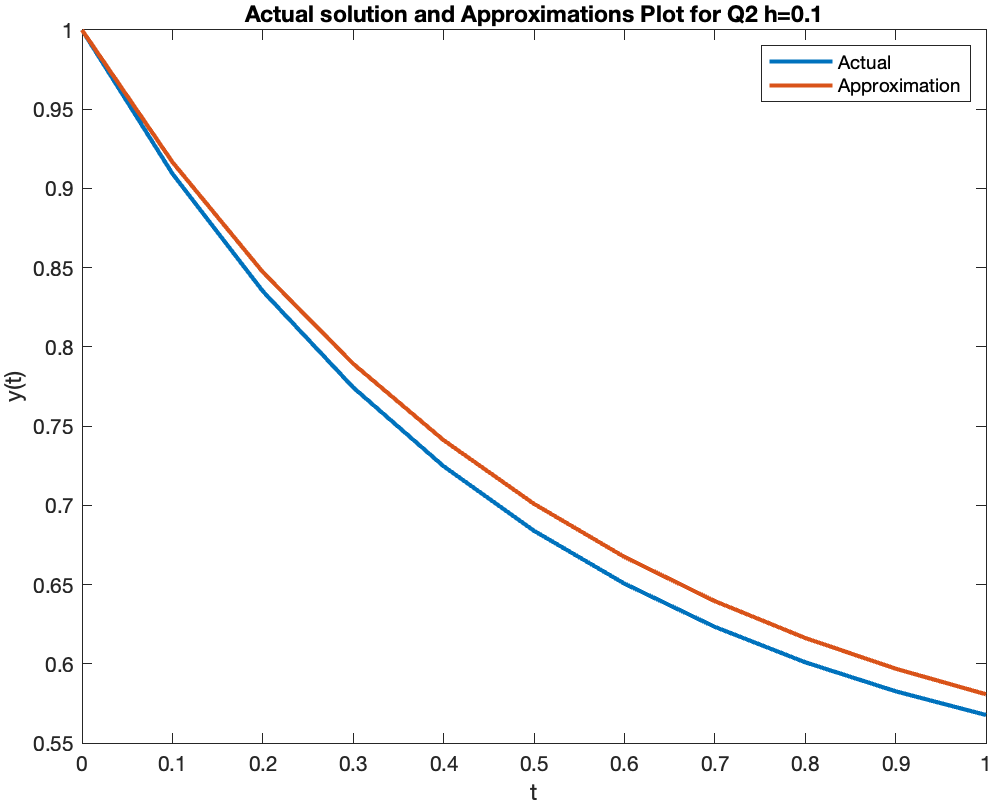 Actual solution and Approximations Plot for Q2 h=0.1
Actual
Approximation
1
0.95
0.9
0.85
0.8
0.75
0.7
0.65
0.6
0.55
y(t)
0 0.1 0.2 0.3 0.4 0.5 0.6 0.7 0.8 0.9 1
t